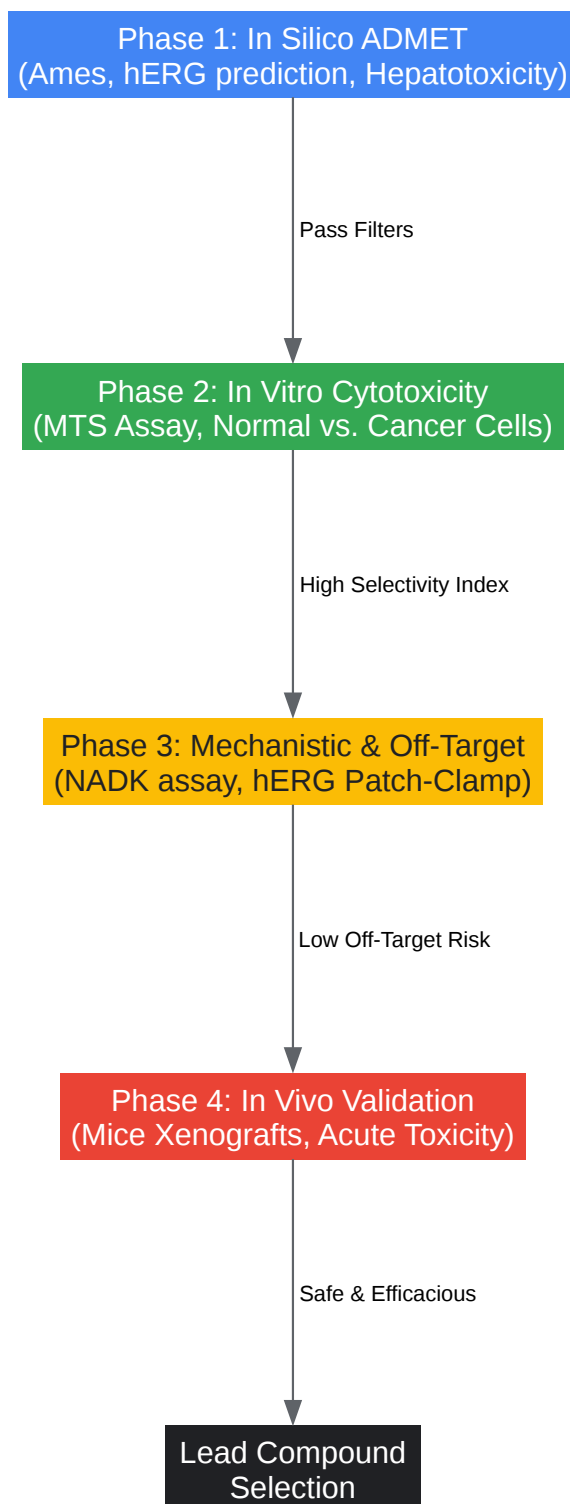 Phase 1: In Silico ADMET
(Ames, hERG prediction, Hepatotoxicity)
Pass Filters
Phase 2: In Vitro Cytotoxicity
(MTS Assay, Normal vs. Cancer Cells)
High Selectivity Index
Phase 3: Mechanistic & Off-Target
(NADK assay, hERG Patch-Clamp)
Low Off-Target Risk
Phase 4: In Vivo Validation
(Mice Xenografts, Acute Toxicity)
Safe & Efficacious
Lead Compound
Selection